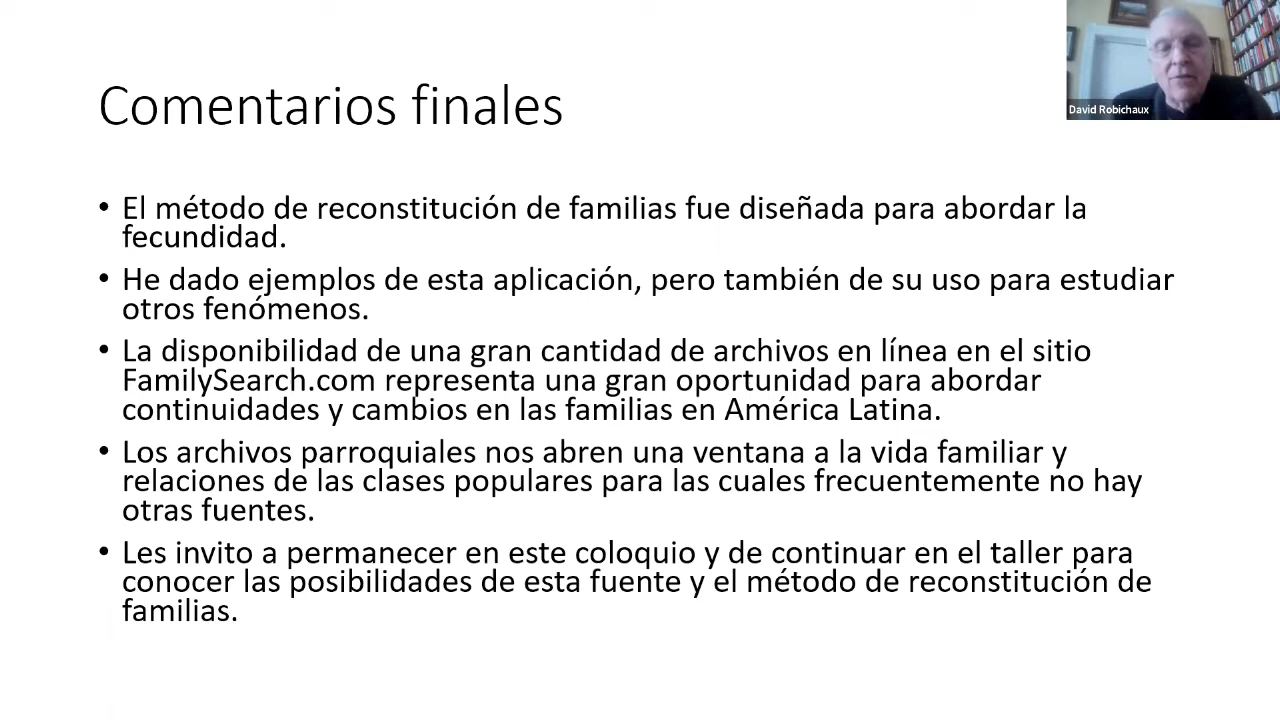 Comentarios finales
David Robichaux
• El método de reconstitución de familias fue diseñada para abordar la
fecundidad.
• He dado ejemplos de esta aplicación, pero también de su uso para estudiar
otros fenómenos.
• La disponibilidad de una gran cantidad de archivos en línea en el sitio
FamilySearch.com representa una gran oportunidad para abordar
continuidades y cambios en las familias en América Latina.
• Los archivos parroquiales nos abren una ventana a la vida familiar y
relaciones de las clases populares para las cuales frecuentemente no hay
otras fuentes.
• Les invito a permanecer en este coloquio y de continuar en el taller para
conocer las posibilidades de esta fuente y el método de reconstitución de
familias.